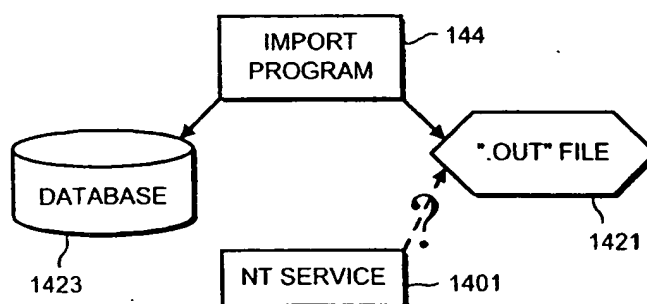 IMPORT
PROGRAM
144
DATABASE
".OUT" FILE
?
1423
NT SERVICE
1401
1421